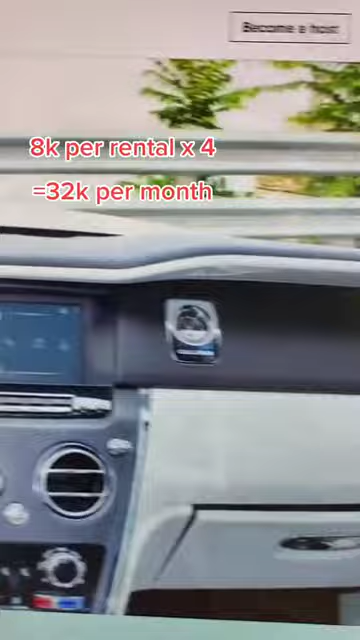 Become a host
8k per rental x 4
=32k per month